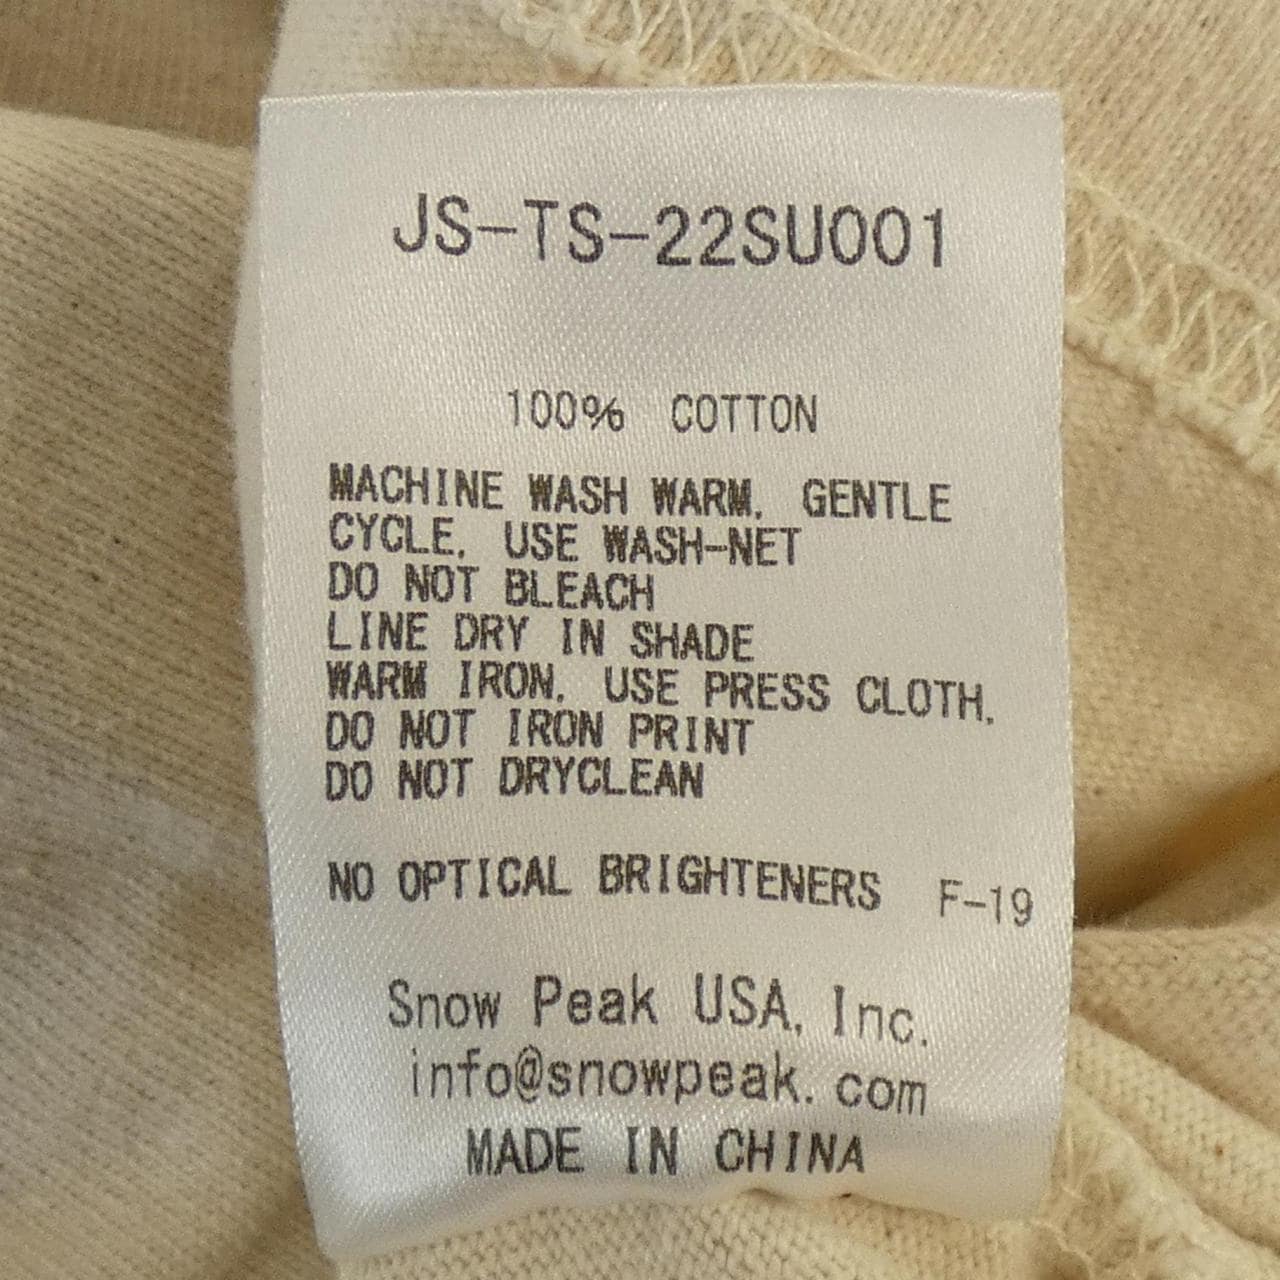 JS-TS-22SU001
100% COTTON
MACHINE WASH WARM. GENTLE
CYCLE. USE WASH-NET
DO NOT BLEACH
LINE DRY IN SHADE
WARM IRON. USE PRESS CLOTH.
DO NOT IRON PRINT
DO NOT DRYCLEAN
NO OPTICAL BRIGHTENERS F-19
Snow Peak USA, Inc.
info@snowpeak.com
MADE IN CHINA